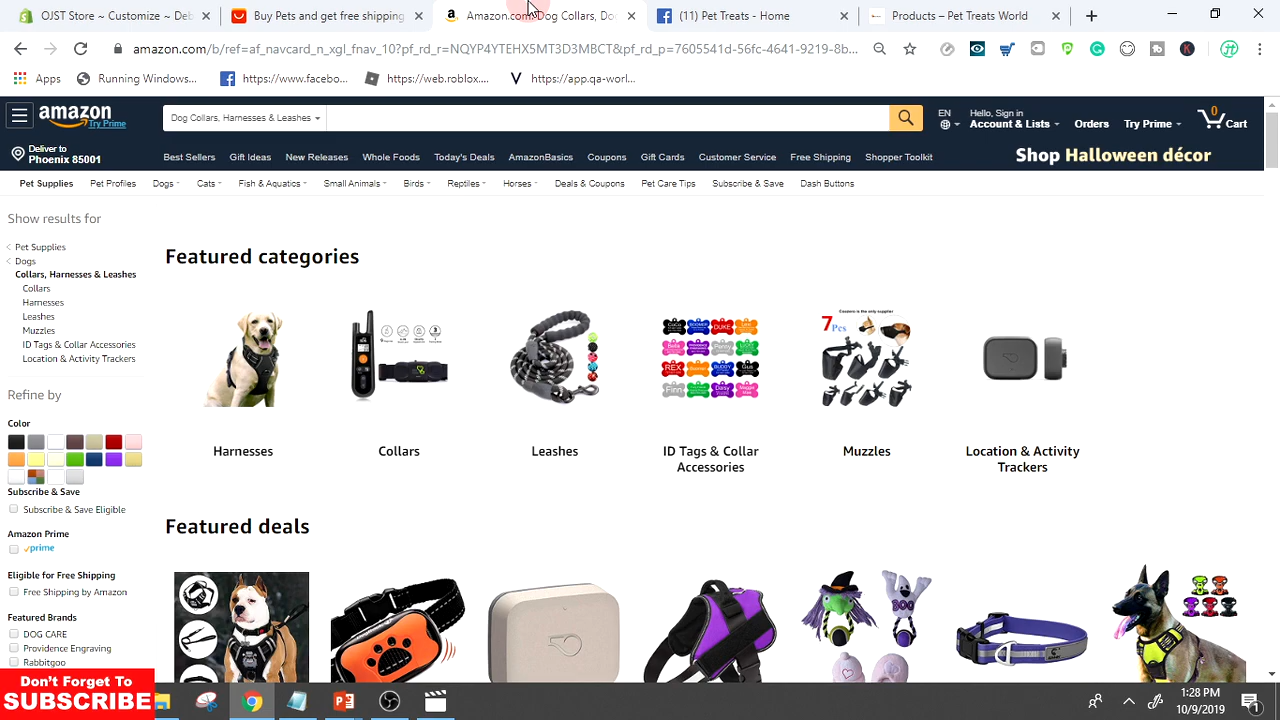 OJST Store ~ Customize ~ Deb
Buy Pets and get free shipping
Amazon.com: Dog Collars, Do
(11) Pet Treats - Home
Products – Pet Treats World
amazon.com/b/ref=af_navcard_n_xgl_fnav_10?pf_rd_r=NQYP4YTEHX5MT3D3MBCT&pf_rd_p=7605541d-56fc-4641-9219-8b...
Apps
Running Windows...
https://www.facebo...
https://web.roblox....
https://app.qa-worl...
amazon
Try Prime
Dog Collars, Harnesses & Leashes
EN
Hello, Sign in
Account & Lists
Orders
Try Prime
0
Cart
Deliver to
Phoenix 85001
Best Sellers
Gift Ideas
New Releases
Whole Foods
Today's Deals
AmazonBasics
Coupons
Gift Cards
Customer Service
Free Shipping
Shopper Toolkit
Shop Halloween décor
Pet Supplies
Pet Profiles
Dogs
Cats
Fish & Aquatics
Small Animals
Birds
Reptiles
Horses
Deals & Coupons
Pet Care Tips
Subscribe & Save
Dash Buttons
Show results for
Pet Supplies
Dogs
Collars, Harnesses & Leashes
Collars
Harnesses
Leashes
Muzzles
ID Tags & Collar Accessories
Location & Activity Trackers
Refine by
Color
Subscribe & Save
Subscribe & Save Eligible
Amazon Prime
prime
Eligible for Free Shipping
Free Shipping by Amazon
Featured Brands
DOG CARE
Providence Engraving
Rabbitgoo
Featured categories
7Pcs
REX
DUKE
BUDDY
Gus
Daisy
Harnesses
Collars
Leashes
ID Tags & Collar
Accessories
Muzzles
Location & Activity
Trackers
Featured deals
BOO
Don't Forget To
SUBSCRIBE
1:28 PM
10/9/2019
1